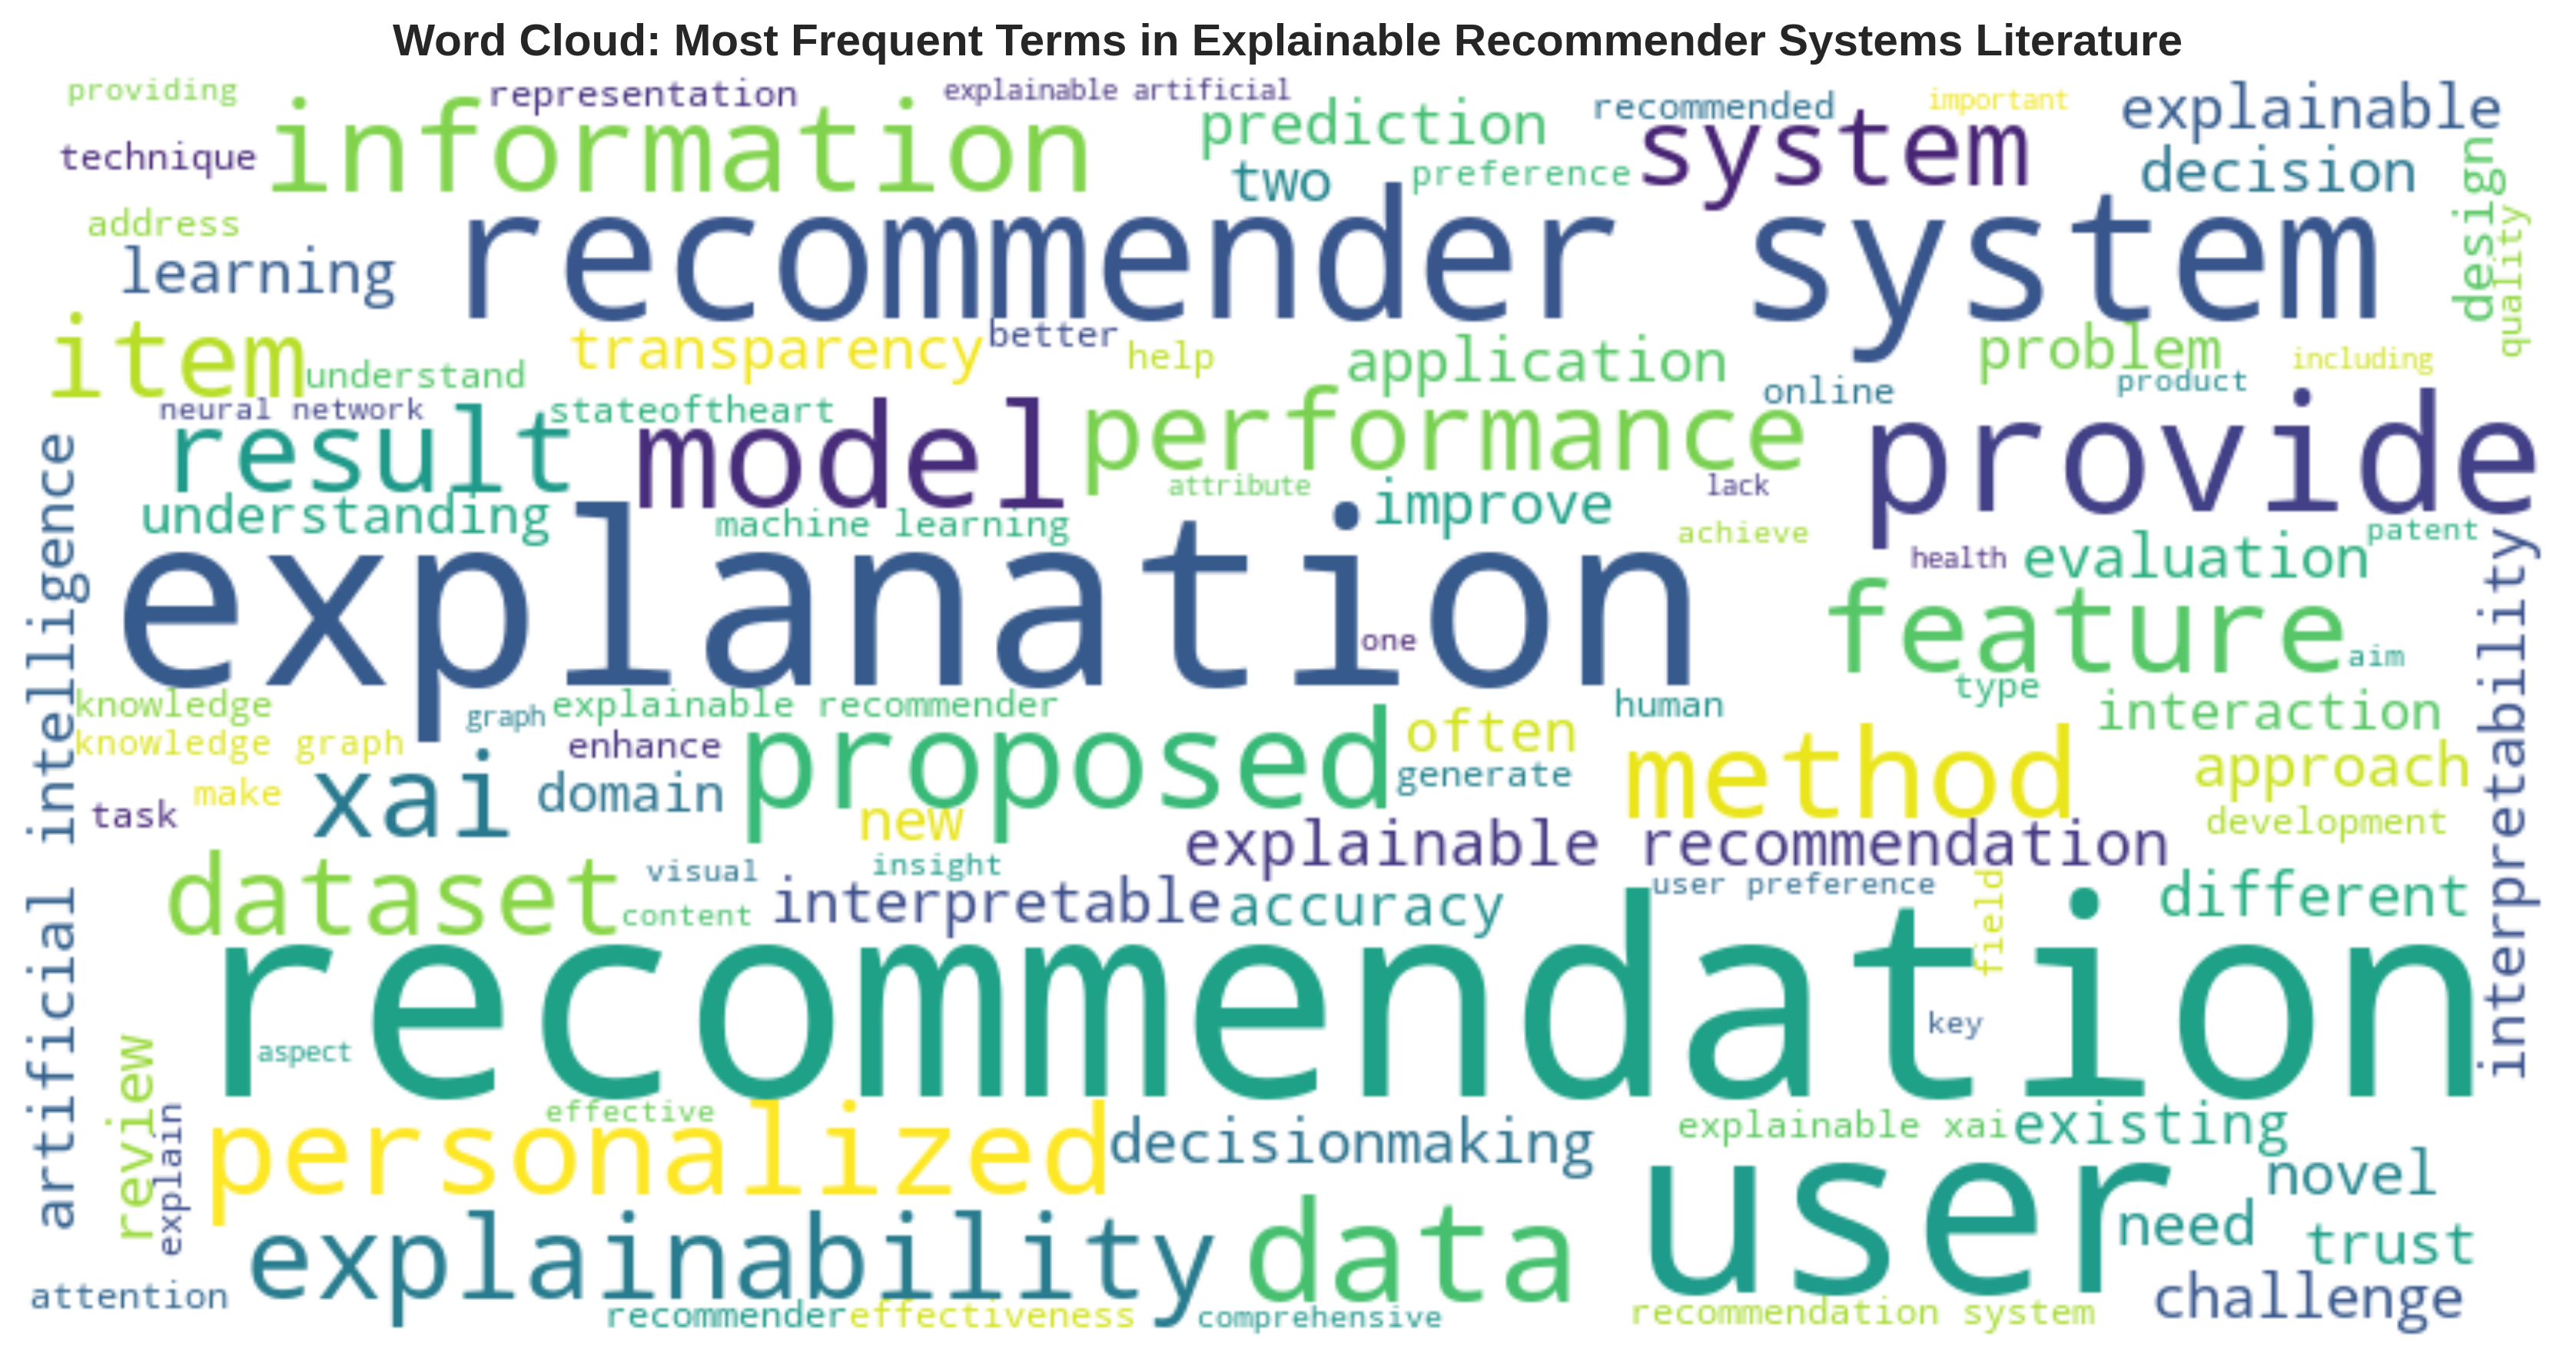 Word Cloud: Most Frequent Terms in Explainable Recommender Systems Literature
providing
representation
explainable artificial
recommended
important
explainable
information
prediction
system
technique
two
preference
decision
design
address
learning
recommender system
quality
item
transparency
better
help
application
problem
including
understand
online
product
neural network
stateoftheart
result
model
performance
provide
attribute
lack
understanding
machine learning
improve
achieve
patent
artificial intelligence
explanation
health
evaluation
interpretability
one
feature
aim
type
knowledge
graph
explainable recommender
human
interaction
knowledge graph
enhance
proposed
often
method
approach
make
xai
domain
generate
task
new
explainable recommendation
development
dataset
visual
insight
content
interpretable
accuracy
user preference
field
different
recommendation
key
aspect
review
explain
effective
personalized
decisionmaking
explainable xai
existing
user
novel
explainability
data
need
trust
attention
recommender
effectiveness
comprehensive
recommendation system
challenge